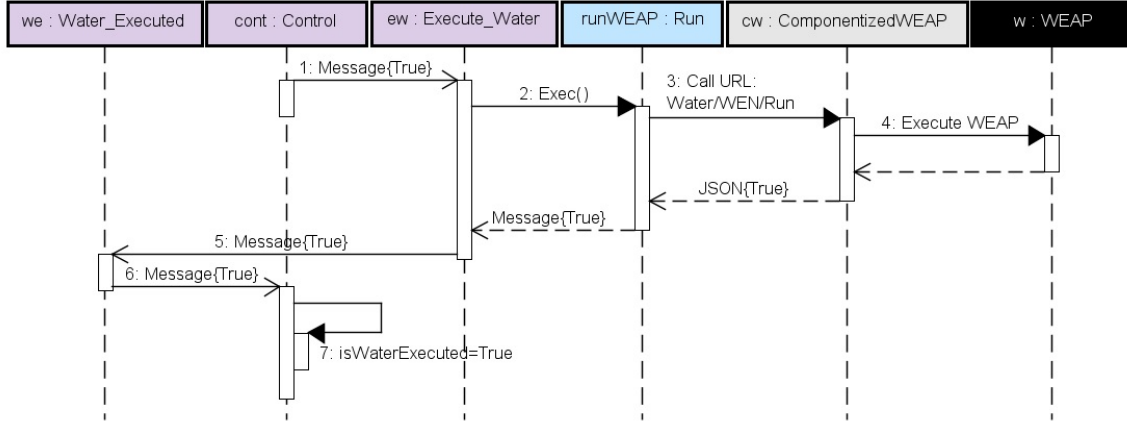 we : Water_Executed
cont : Control
ew : Execute_Water
runWEAP : Run
cw : ComponentizedWEAP
w : WEAP
1: Message{True}
2: Exec()
3: Call URL:
Water/WEN/Run
4: Execute WEAP
JSON{True}
Message{True}
5: Message{True}
6: Message{True}
7: isWaterExecuted=True